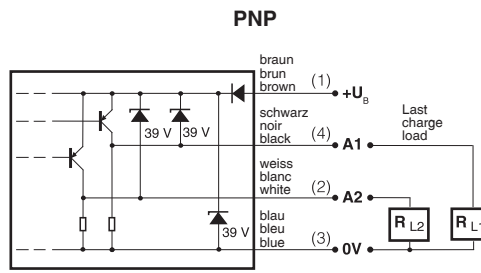 PNP
braun
brun
brown (1) +UB
schwarz
noir
black (4) A1
Last
charge
load
39 V 39 V
weiss
blanc
white (2) A2
blau
bleu
blue (3) 0V
39 V
R L2 R L1